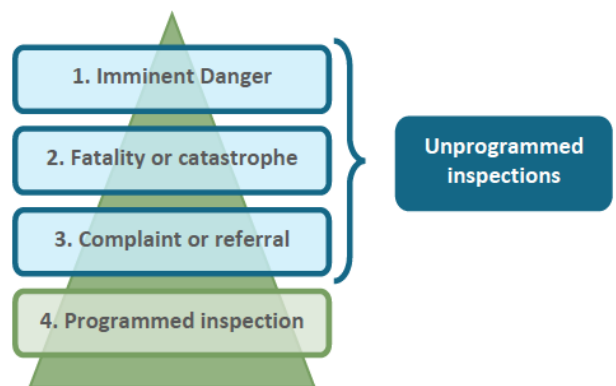 1. Imminent Danger
2. Fatality or catastrophe
3. Complaint or referral
4. Programmed inspection
Unprogrammed
inspections